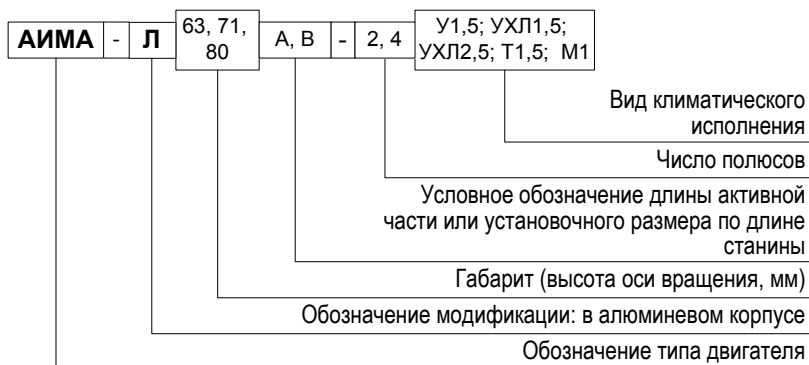 АИМА - Л 63, 71, 80 А, В - 2, 4 У1,5; УХЛ1,5; УХЛ2,5; Т1,5; М1
Вид климатического
исполнения
Число полюсов
Условное обозначение длины активной
части или установочного размера по длине
станины
Габарит (высота оси вращения, мм)
Обозначение модификации: в алюминевом корпусе
Обозначение типа двигателя